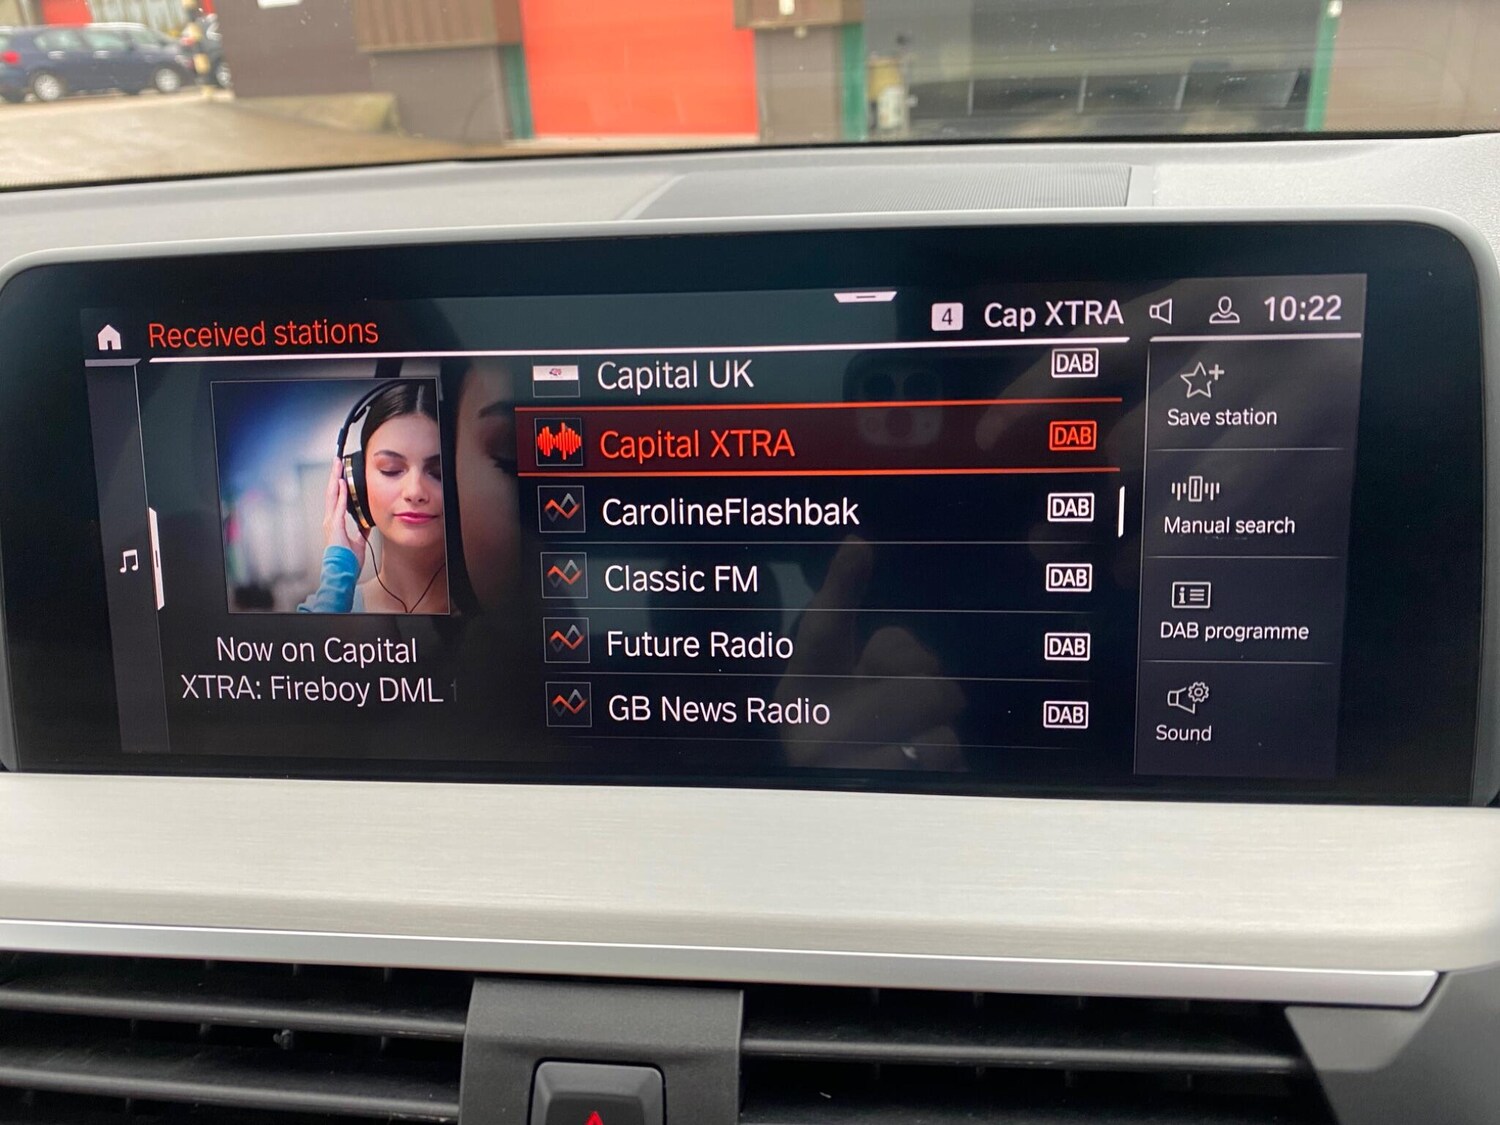 Received stations
4 Cap XTRA 10:22
Capital UK DAB
Capital XTRA DAB
CarolineFlashbak DAB
Classic FM DAB
Future Radio DAB
GB News Radio DAB
Now on Capital
XTRA: Fireboy DML
Save station
Manual search
DAB programme
Sound